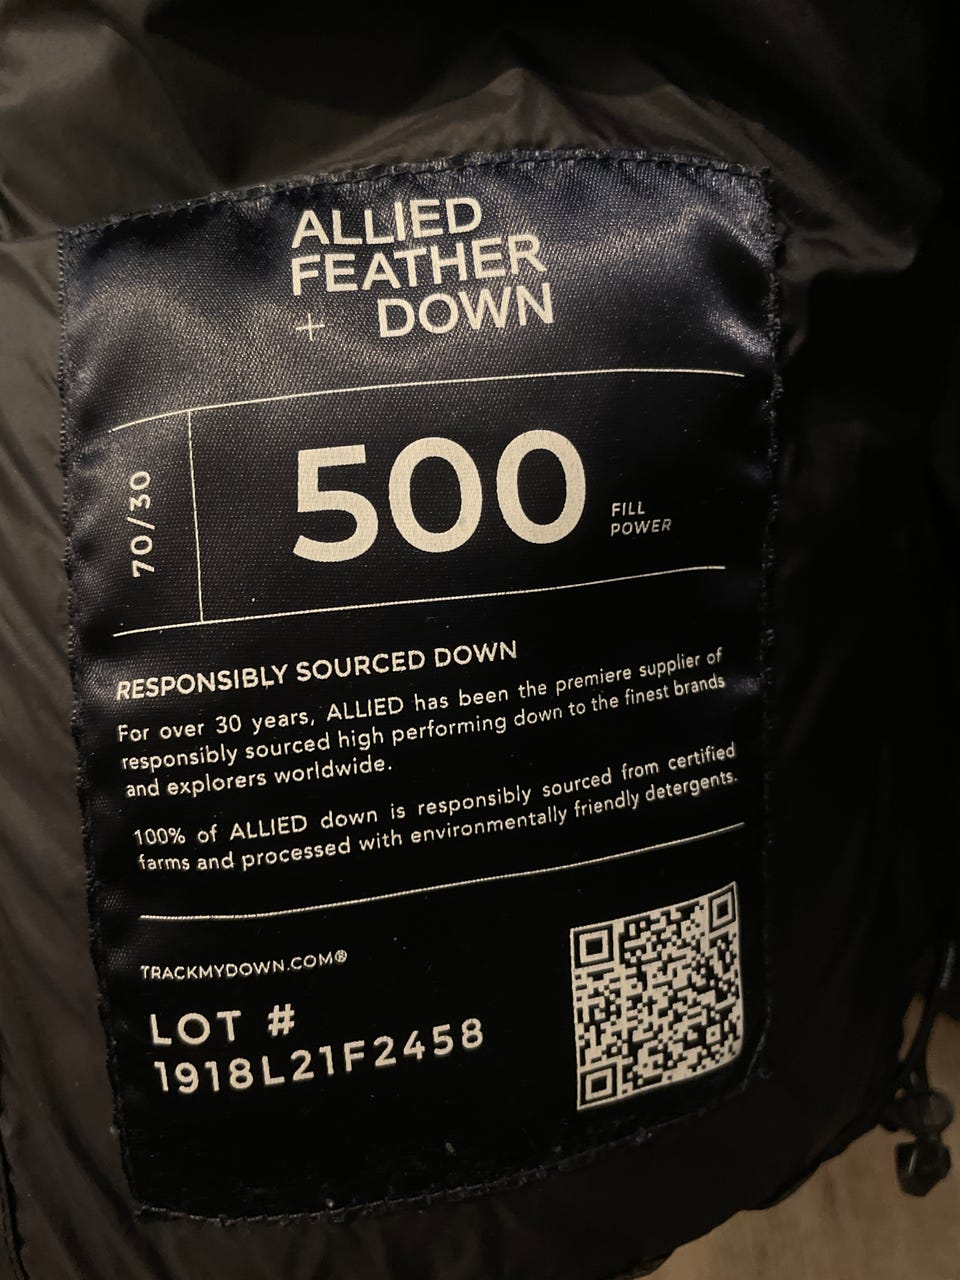 ALLIED
FEATHER
+ DOWN
70/30
500
FILL
POWER
RESPONSIBLY SOURCED DOWN
For over 30 years, ALLIED has been the premiere supplier of
responsibly sourced high performing down to the finest brands
and explorers worldwide.
100% of ALLIED down is responsibly sourced from certified
farms and processed with environmentally friendly detergents.
TRACKMYDOWN.COM®
LOT #
1918L21F2458